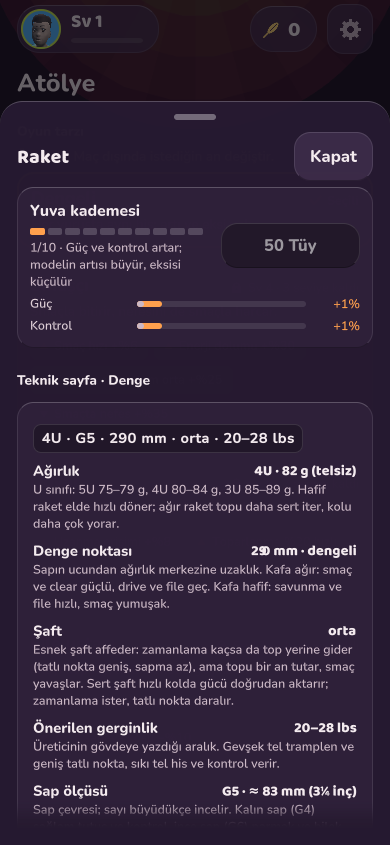 Sv 1
0
Atölye
Raket
Kapat
Yuva kademesi
50 Tüy
1/10 · Güç ve kontrol artar;
modelin artısı büyür, eksisi
küçülür
Güç
+1%
Kontrol
+1%
Teknik sayfa · Denge
4U · G5 · 290 mm · orta · 20–28 lbs
Ağırlık
4U · 82 g (telsiz)
U sınıfı: 5U 75–79 g, 4U 80–84 g, 3U 85–89 g. Hafif
raket elde hızlı döner; ağır raket topu daha sert iter, kolu
daha çok yorar.
Denge noktası
290 mm · dengeli
Sapın ucundan ağırlık merkezine uzaklık. Kafa ağır: smaç
ve clear güçlü, drive ve file geç. Kafa hafif: savunma ve
file hızlı, smaç yumuşak.
Şaft
orta
Esnek şaft affeder: zamanlama kaçsa da top yerine gider
(tatlı nokta geniş, sapma az), ama topu bir an tutar, smaç
yavaşlar. Sert şaft hızlı kolda gücü doğrudan aktarır;
zamanlama ister, tatlı nokta daralır.
Önerilen gerginlik
20–28 lbs
Üreticinin gövdeye yazdığı aralık. Gevşek tel tramplen ve
geniş tatlı nokta, sıkı tel his ve kontrol verir.
Sap ölçüsü
G5 · ≈ 83 mm (3¼ inç)
Sap çevresi; sayı büyüdükçe incelir. Kalın sap (G4)